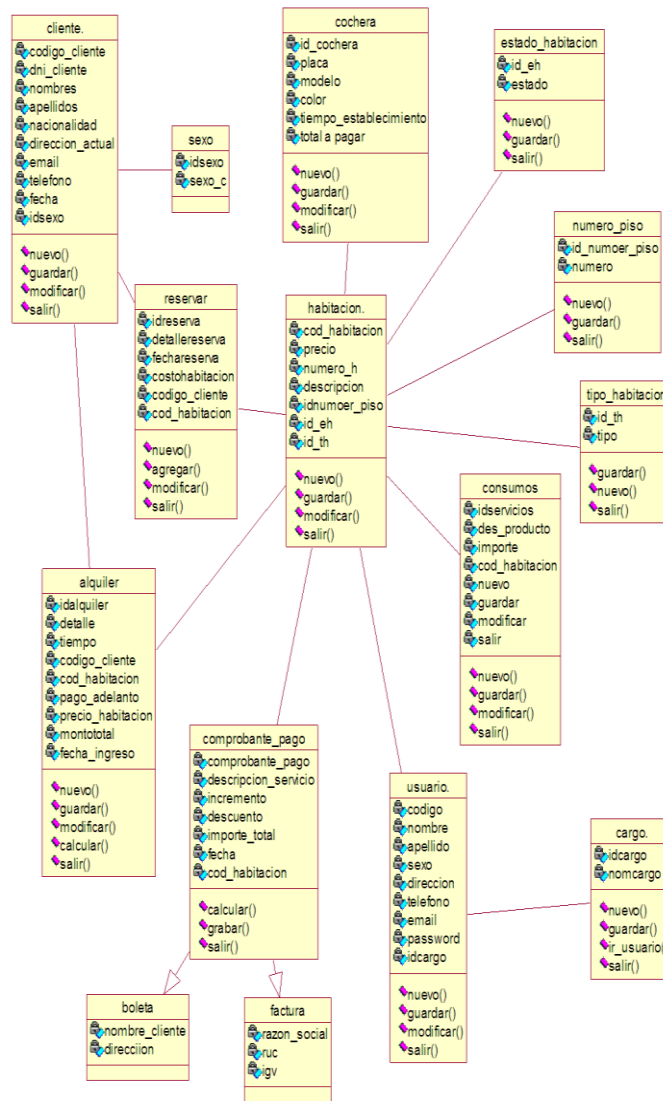 cliente.
codigo_cliente
dni_cliente
nombres
apellidos
nacionalidad
direccion_actual
email
telefono
fecha
idsexo
nuevo()
guardar()
modificar()
salir()
sexo
idsexo
sexo_c
cochera
id_cochera
placa
modelo
color
tiempo_establecimiento
total a pagar
nuevo()
guardar()
modificar()
salir()
estado_habitacion
id_eh
estado
nuevo()
guardar()
salir()
numero_piso
id_numoer_piso
numero
nuevo()
guardar()
salir()
reservar
idreserva
detallereserva
fechareserva
costohabitacion
codigo_cliente
cod_habitacion
nuevo()
agregar()
modificar()
salir()
habitacion.
cod_habitacion
precio
numero_h
descripcion
idnumoer_piso
id_eh
id_th
nuevo()
guardar()
modificar()
salir()
tipo_habitacion
id_th
tipo
guardar()
nuevo()
salir()
consumos
idservicios
des_producto
importe
cod_habitacion
nuevo
guardar
modificar
salir
nuevo()
guardar()
modificar()
salir()
alquiler
idalquiler
detalle
tiempo
codigo_cliente
cod_habitacion
pago_adelanto
precio_habitacion
montototal
fecha_ingreso
nuevo()
guardar()
modificar()
calcular()
salir()
comprobante_pago
comprobante_pago
descripcion_servicio
incremento
descuento
importe_total
fecha
cod_habitacion
calcular()
grabar()
salir()
usuario.
codigo
nombre
apellido
sexo
direccion
telefono
email
password
idcargo
nuevo()
guardar()
modificar()
salir()
cargo.
idcargo
nomcargo
nuevo()
guardar()
ir_usuario()
salir()
boleta
nombre_cliente
direcciion
factura
razon_social
ruc
igv